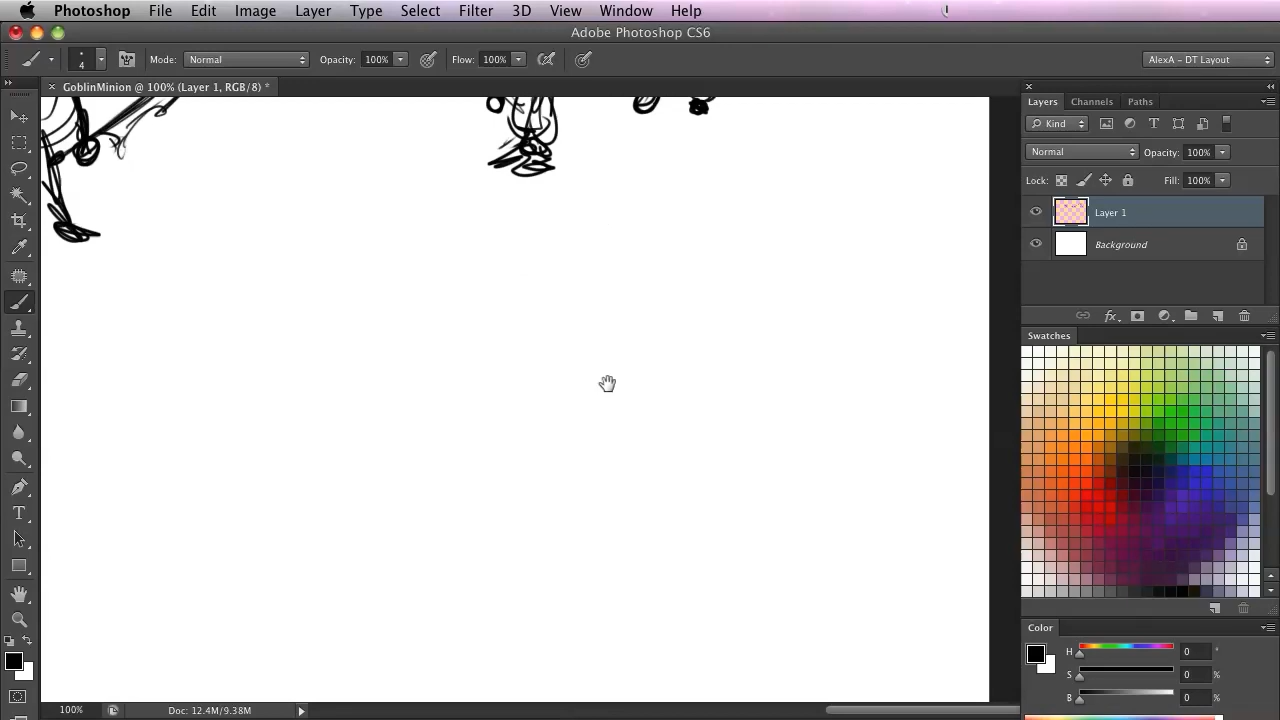 Photoshop File Edit Image Layer Type Select Filter 3D View Window Help
Adobe Photoshop CS6
4 Mode: Normal Opacity: 100% Flow: 100% AlexA - DT Layout
GoblinMinion @ 100% (Layer 1, RGB/8) *
Layers Channels Paths
Kind
Normal Opacity: 100%
Lock: Fill: 100%
Layer 1
Background
fx
Swatches
Color
H 0 °
S 0 %
B 0 %
100% Doc: 12.4M/9.38M